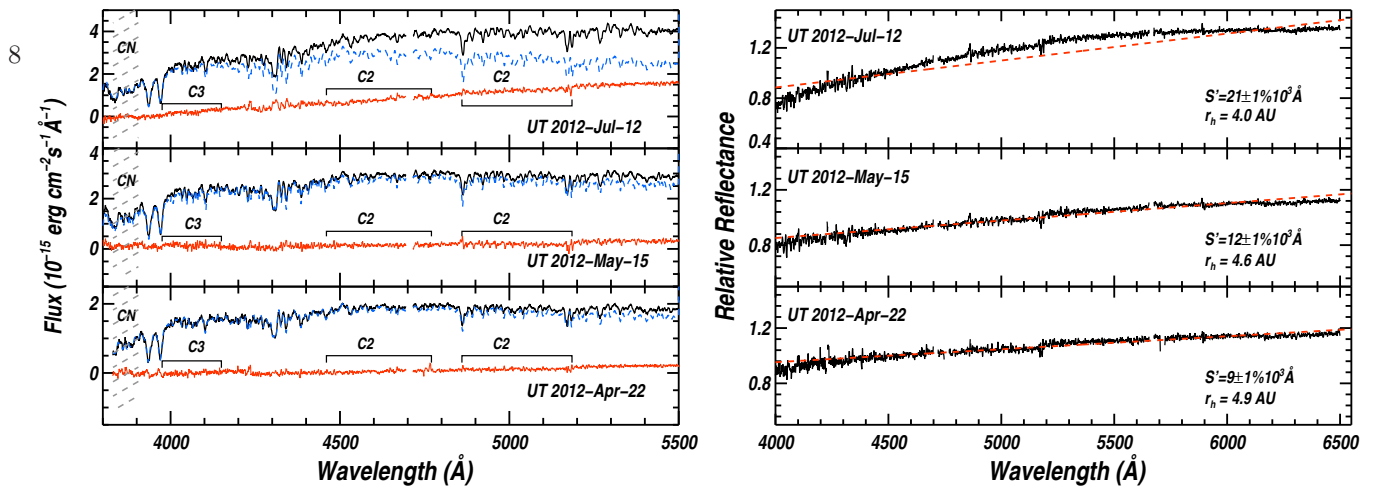 8
Flux (10⁻¹⁵ erg cm⁻²s⁻¹Å⁻¹)
4
2
0
CN
C3
C2
C2
UT 2012–Jul–12
4
2
0
CN
C3
C2
C2
UT 2012–May–15
2
0
CN
C3
C2
C2
UT 2012–Apr–22
4000 4500 5000 5500
Wavelength (Å)
Relative Reflectance
UT 2012–Jul–12
1.2
0.8
0.4
S'=21±1%10³Å
rₕ = 4.0 AU
UT 2012–May–15
1.2
0.8
S'=12±1%10³Å
rₕ = 4.6 AU
UT 2012–Apr–22
1.2
0.8
S'=9±1%10³Å
rₕ = 4.9 AU
4000 4500 5000 5500 6000 6500
Wavelength (Å)